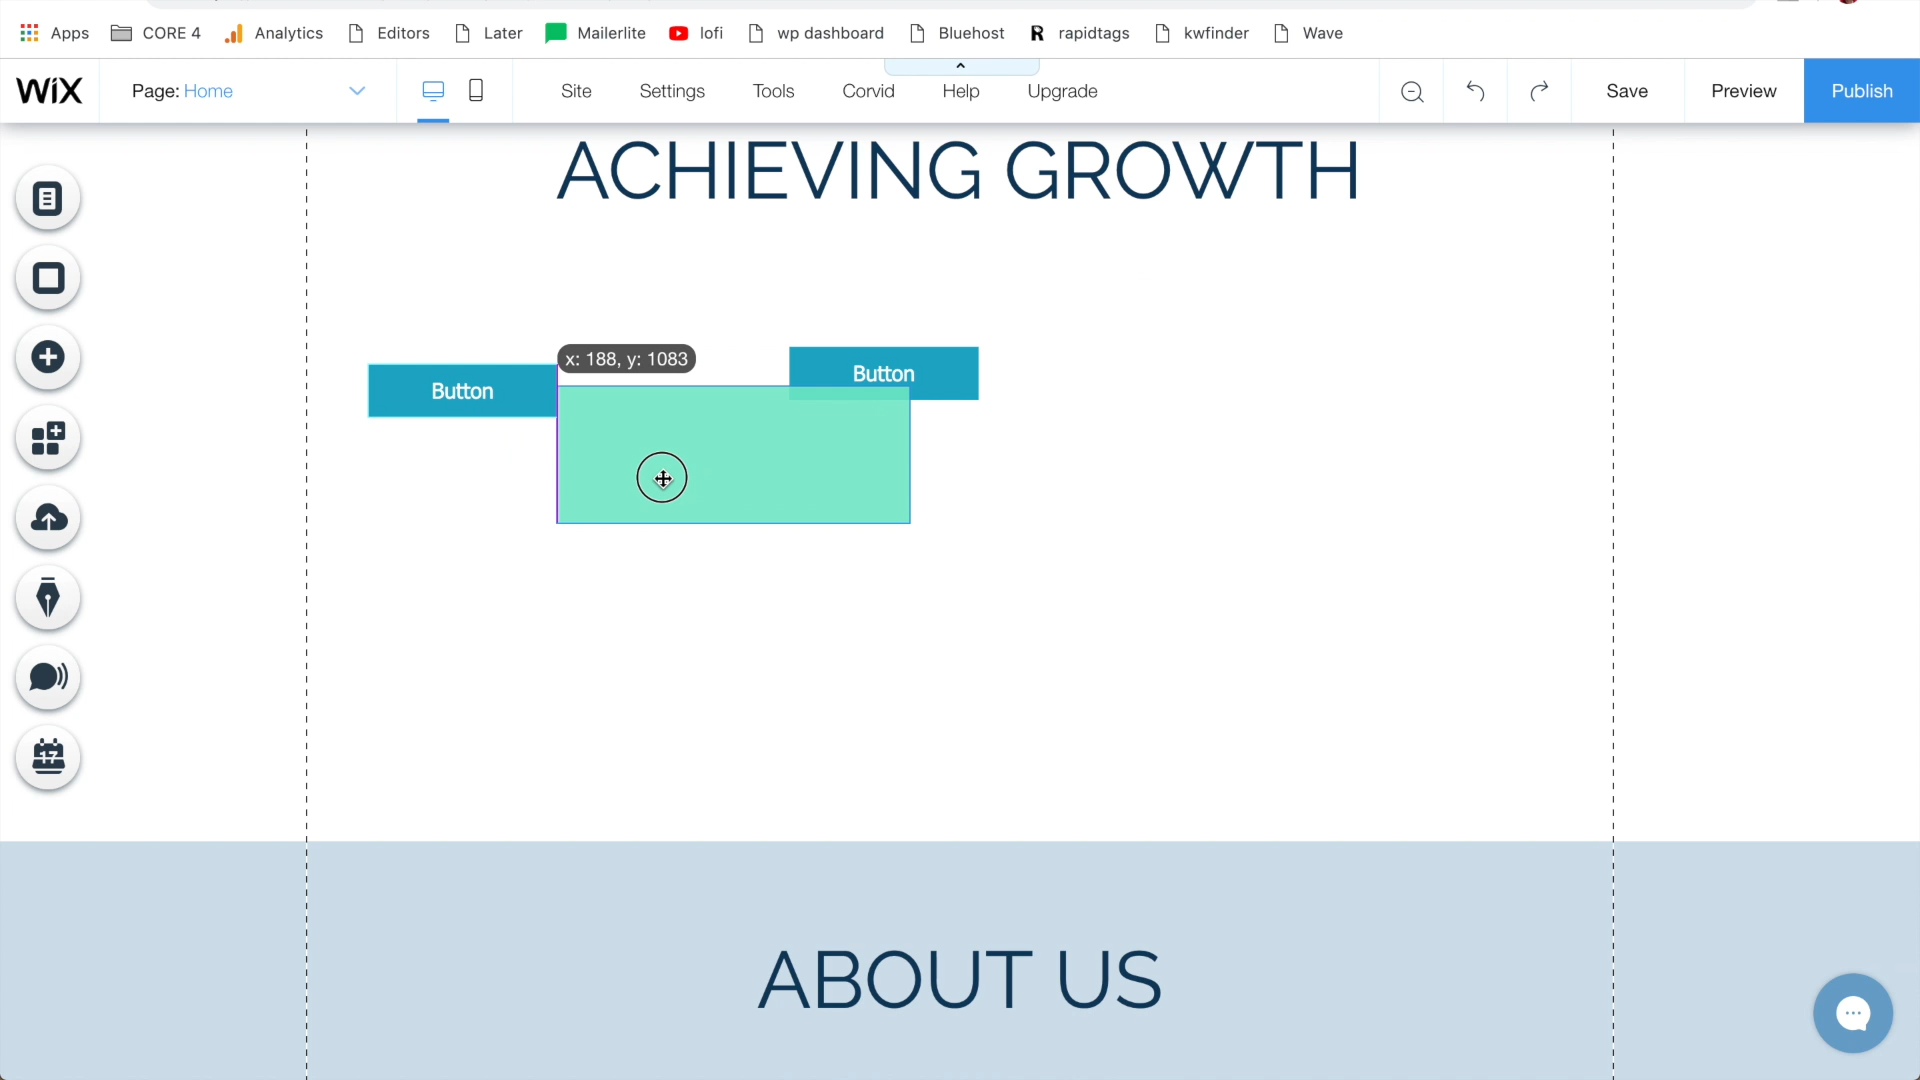 Apps CORE 4 Analytics Editors Later Mailerlite lofi wp dashboard Bluehost R rapidtags kwfinder Wave
WiX Page: Home Site Settings Tools Corvid Help Upgrade Save Preview Publish
ACHIEVING GROWTH
x: 188, y: 1083
Button
Button
17
ABOUT US